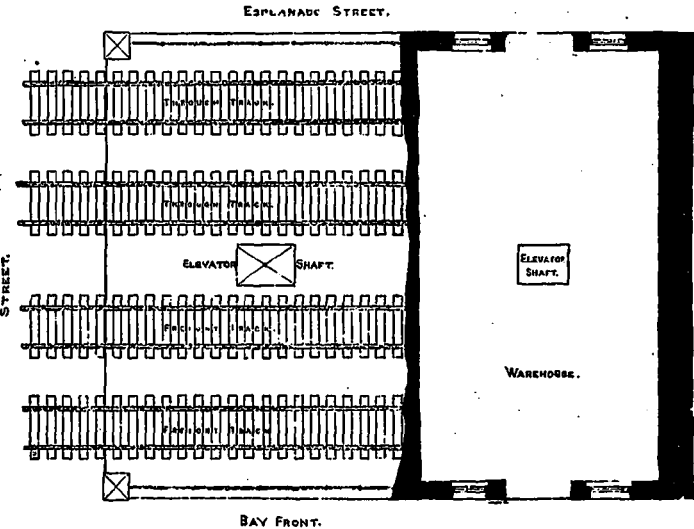 ESPLANADE STREET.
THROUGH TRACK.
THROUGH TRACK.
STREET.
ELEVATOR SHAFT.
ELEVATOR
SHAFT.
FREIGHT TRACK.
WAREHOUSE.
FREIGHT TRACK
BAY FRONT.